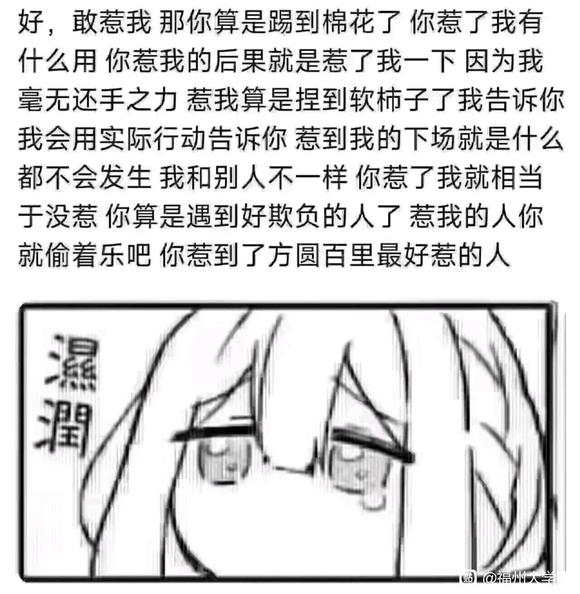 好，敢惹我 那你算是踢到棉花了 你惹了我有
什么用 你惹我的后果就是惹了我一下 因为我
毫无还手之力 惹我算是捏到软柿子了我告诉你
我会用实际行动告诉你 惹到我的下场就是什么
都不会发生 我和别人不一样 你惹了我就相当
于没惹 你算是遇到好欺负的人了 惹我的人你
就偷着乐吧 你惹到了方圆百里最好惹的人
濕潤
@福州大学